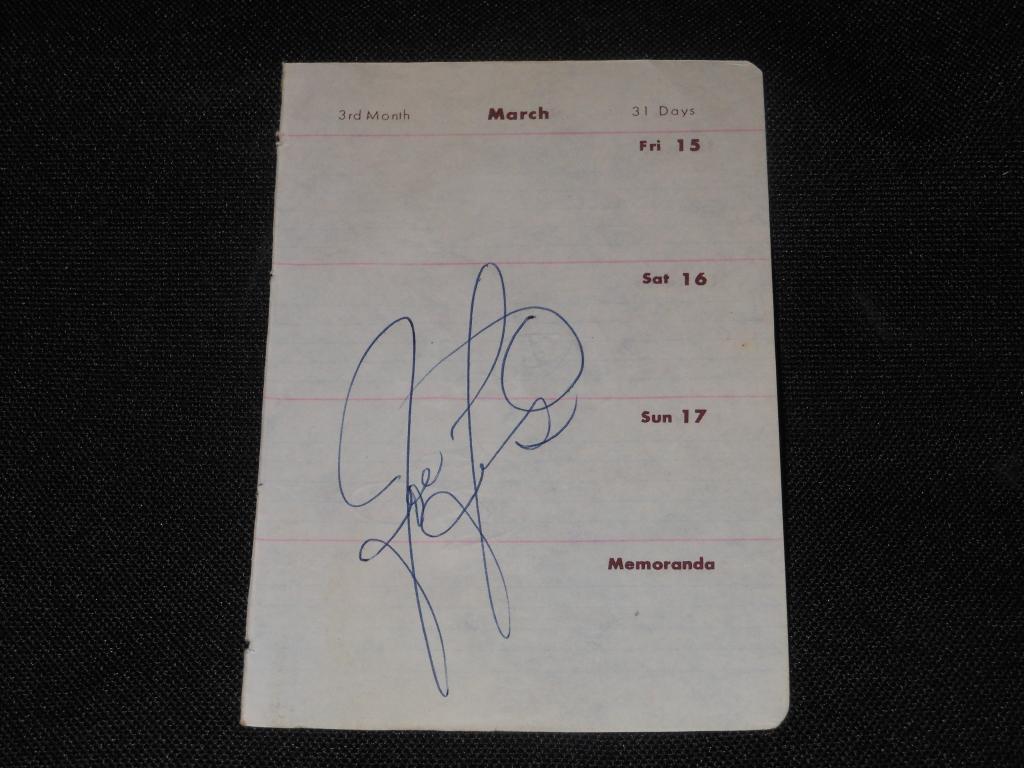 3rd Month March 31 Days
Fri 15
Sat 16
Sun 17
Memoranda